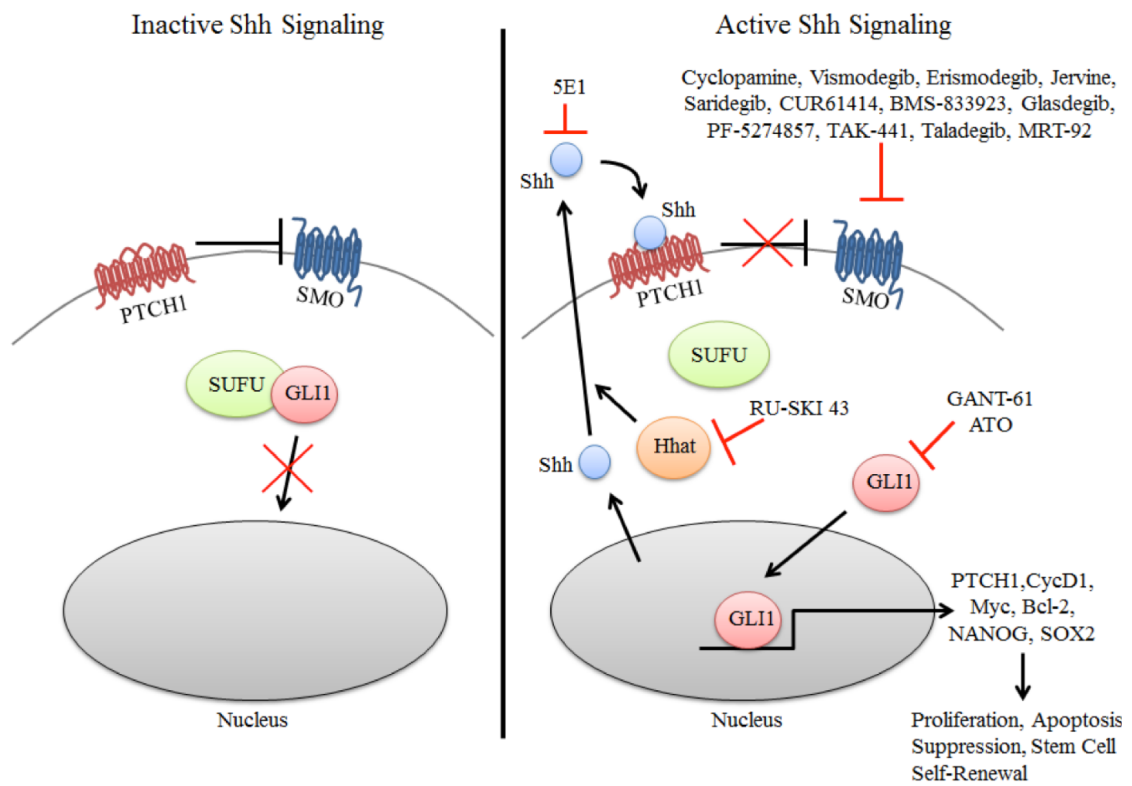 Inactive Shh Signaling
PTCH1
SMO
SUFU
GLI1
Nucleus
Active Shh Signaling
5E1
Cyclopamine, Vismodegib, Erismodegib, Jervine,
Saridegib, CUR61414, BMS-833923, Glasdegib,
PF-5274857, TAK-441, Taladegib, MRT-92
Shh
Shh
PTCH1
SMO
SUFU
RU-SKI 43
GANT-61
ATO
Hhat
Shh
GLI1
GLI1
PTCH1,CycD1,
Myc, Bcl-2,
NANOG, SOX2
Nucleus
Proliferation, Apoptosis
Suppression, Stem Cell
Self-Renewal